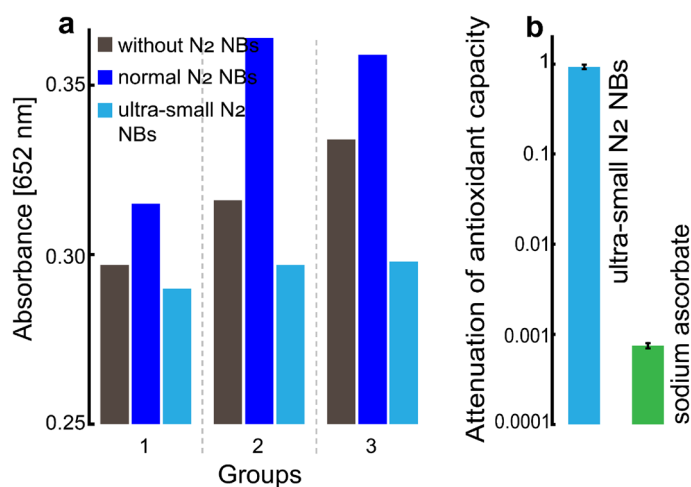 a
without N2 NBs
normal N2 NBs
ultra-small N2
NBs
Absorbance [652 nm]
0.35
0.30
0.25
1
2
3
Groups
b
Attenuation of antioxidant capacity
1
0.1
0.01
0.001
0.0001
ultra-small N2 NBs
sodium ascorbate